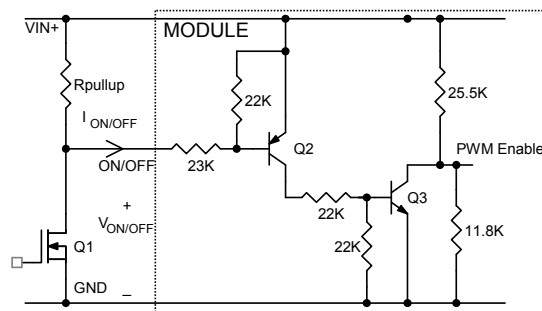 VIN+
MODULE
Rpullup
I ON/OFF
ON/OFF
+
V ON/OFF
Q1
GND
_
22K
23K
Q2
22K
22K
Q3
25.5K
PWM Enable
11.8K